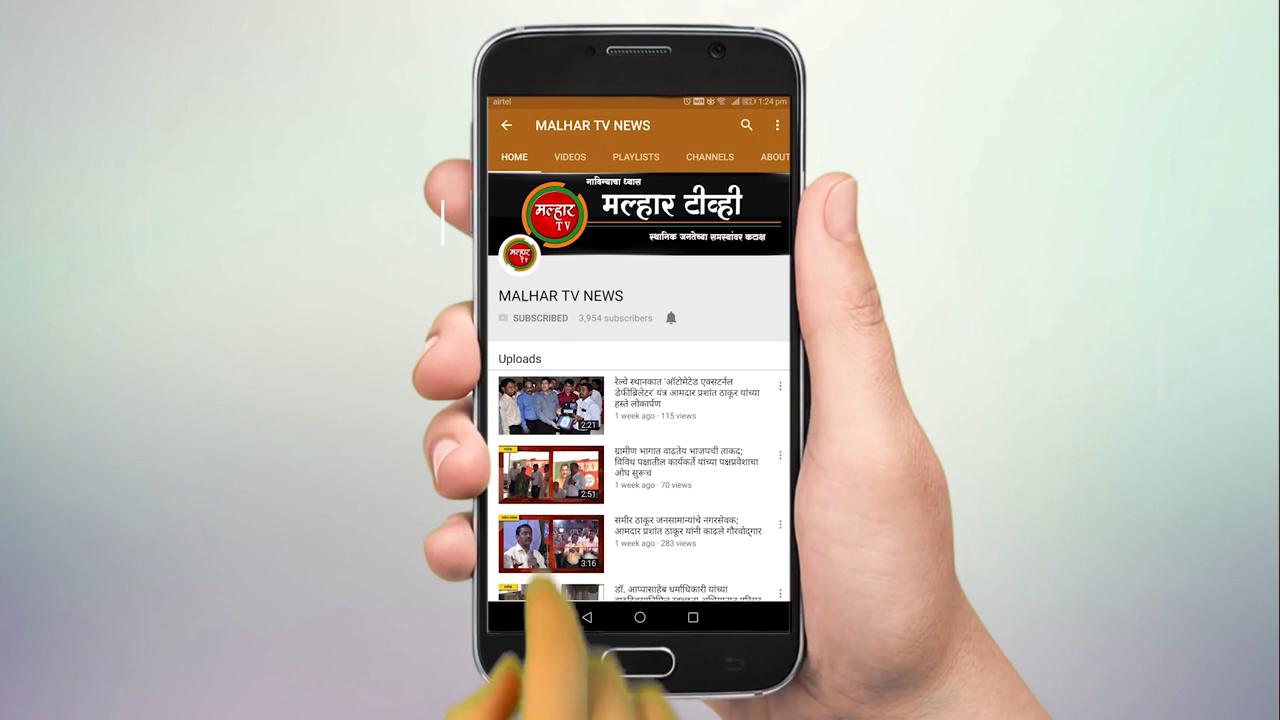 airtel
1:24 pm
MALHAR TV NEWS
HOME VIDEOS PLAYLISTS CHANNELS ABOUT
नाविन्याचा ध्यास
मल्हार टीव्ही
स्थानिक जनतेच्या समस्यांवर कटाक्ष
मल्हार
TV
मल्हार
TV
MALHAR TV NEWS
SUBSCRIBED 3,954 subscribers
Uploads
रेल्वे स्थानकात 'ऑटोमेटेड एक्सटर्नल
डेफीब्रिलेटर' यंत्र आमदार प्रशांत ठाकूर यांच्या
हस्ते लोकार्पण
1 week ago · 115 views
2:21
ग्रामीण भागात वाढतेय भाजपची ताकद;
विविध पक्षातील कार्यकर्ते यांच्या पक्षप्रवेशाचा
ओघ सुरूच
1 week ago · 70 views
2:51
समीर ठाकूर जनसामान्यांचे नगरसेवक;
आमदार प्रशांत ठाकूर यांनी काढले गौरवोद्गार
1 week ago · 283 views
3:16
डॉ. आप्पासाहेब धर्माधिकारी यांच्या